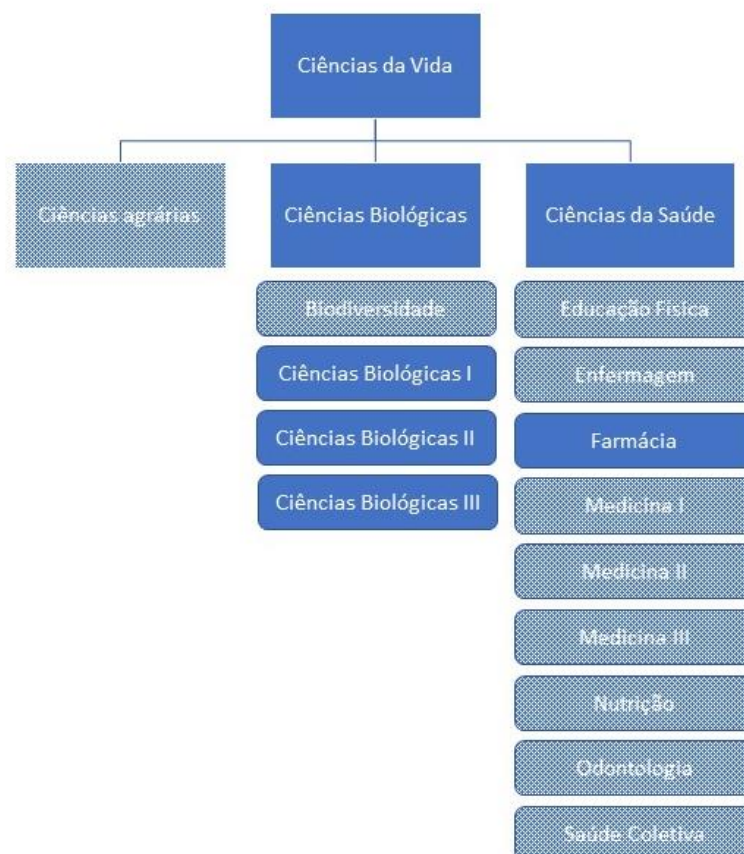 Ciências da Vida
Ciências agrárias
Ciências Biológicas
Ciências da Saúde
Biodiversidade
Ciências Biológicas I
Ciências Biológicas II
Ciências Biológicas III
Educação Física
Enfermagem
Farmácia
Medicina I
Medicina II
Medicina III
Nutrição
Odontologia
Saúde Coletiva